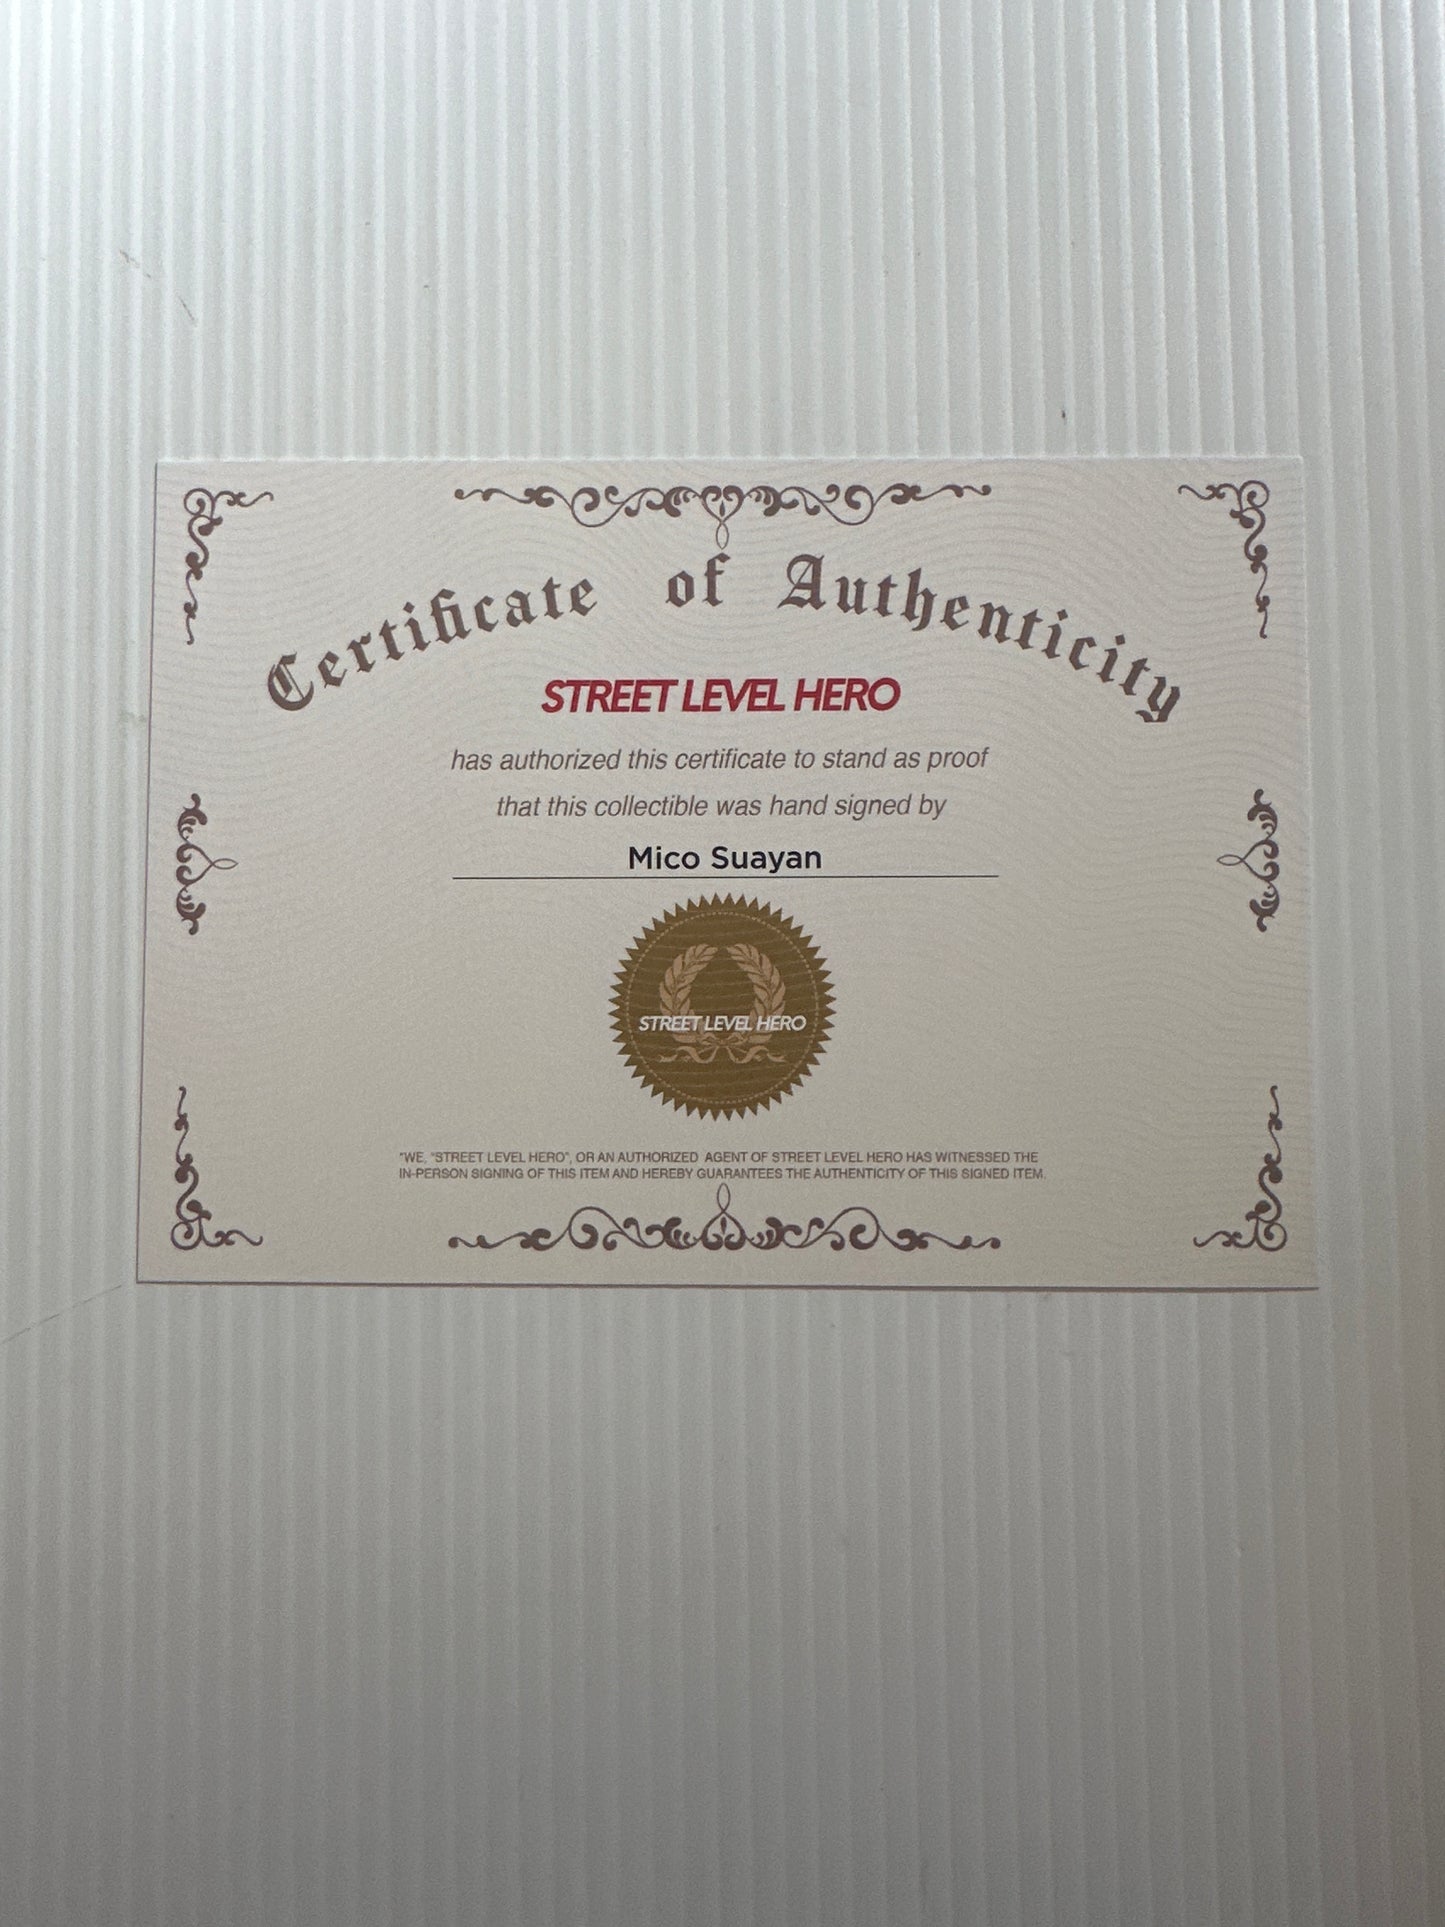 Certificate of Authenticity
STREET LEVEL HERO
has authorized this certificate to stand as proof
that this collectible was hand signed by
Mico Suayan
STREET LEVEL HERO
"WE, "STREET LEVEL HERO", OR AN AUTHORIZED AGENT OF STREET LEVEL HERO HAS WITNESSED THE
IN-PERSON SIGNING OF THIS ITEM AND HEREBY GUARANTEES THE AUTHENTICITY OF THIS SIGNED ITEM.